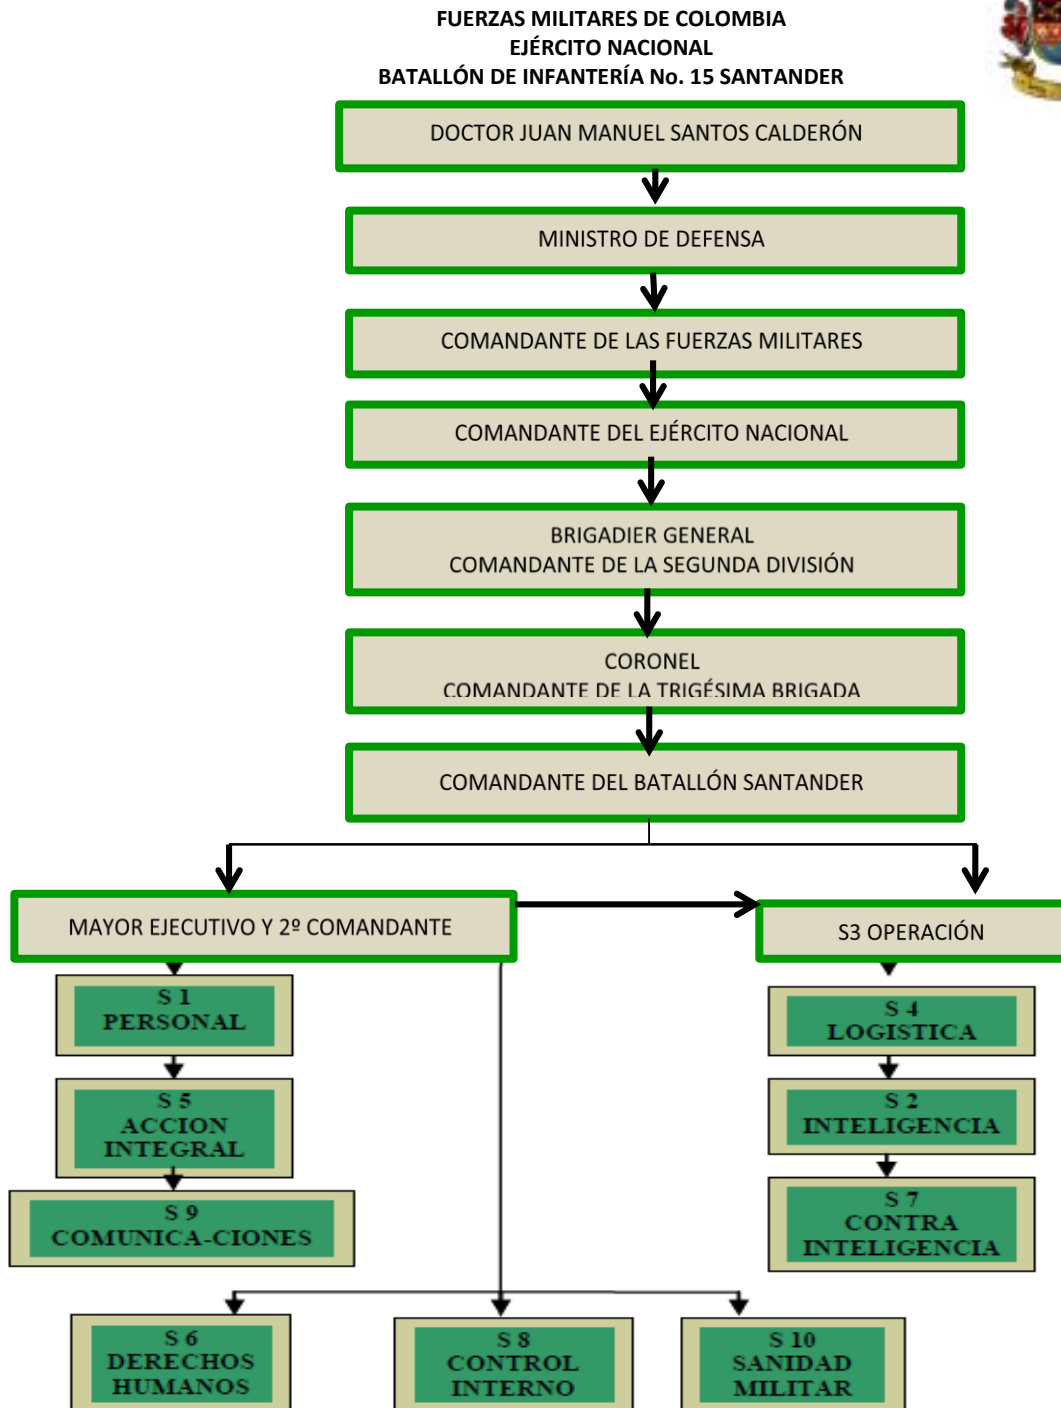 FUERZAS MILITARES DE COLOMBIA
EJÉRCITO NACIONAL
BATALLÓN DE INFANTERÍA No. 15 SANTANDER
DOCTOR JUAN MANUEL SANTOS CALDERÓN
MINISTRO DE DEFENSA
COMANDANTE DE LAS FUERZAS MILITARES
COMANDANTE DEL EJÉRCITO NACIONAL
BRIGADIER GENERAL
COMANDANTE DE LA SEGUNDA DIVISIÓN
CORONEL
COMANDANTE DE LA TRIGÉSIMA BRIGADA
COMANDANTE DEL BATALLÓN SANTANDER
MAYOR EJECUTIVO Y 2º COMANDANTE
S3 OPERACIÓN
S 1
PERSONAL
S 5
ACCION
INTEGRAL
S 9
COMUNICA-CIONES
S 4
LOGISTICA
S 2
INTELIGENCIA
S 7
CONTRA
INTELIGENCIA
S 6
DERECHOS
HUMANOS
S 8
CONTROL
INTERNO
S 10
SANIDAD
MILITAR